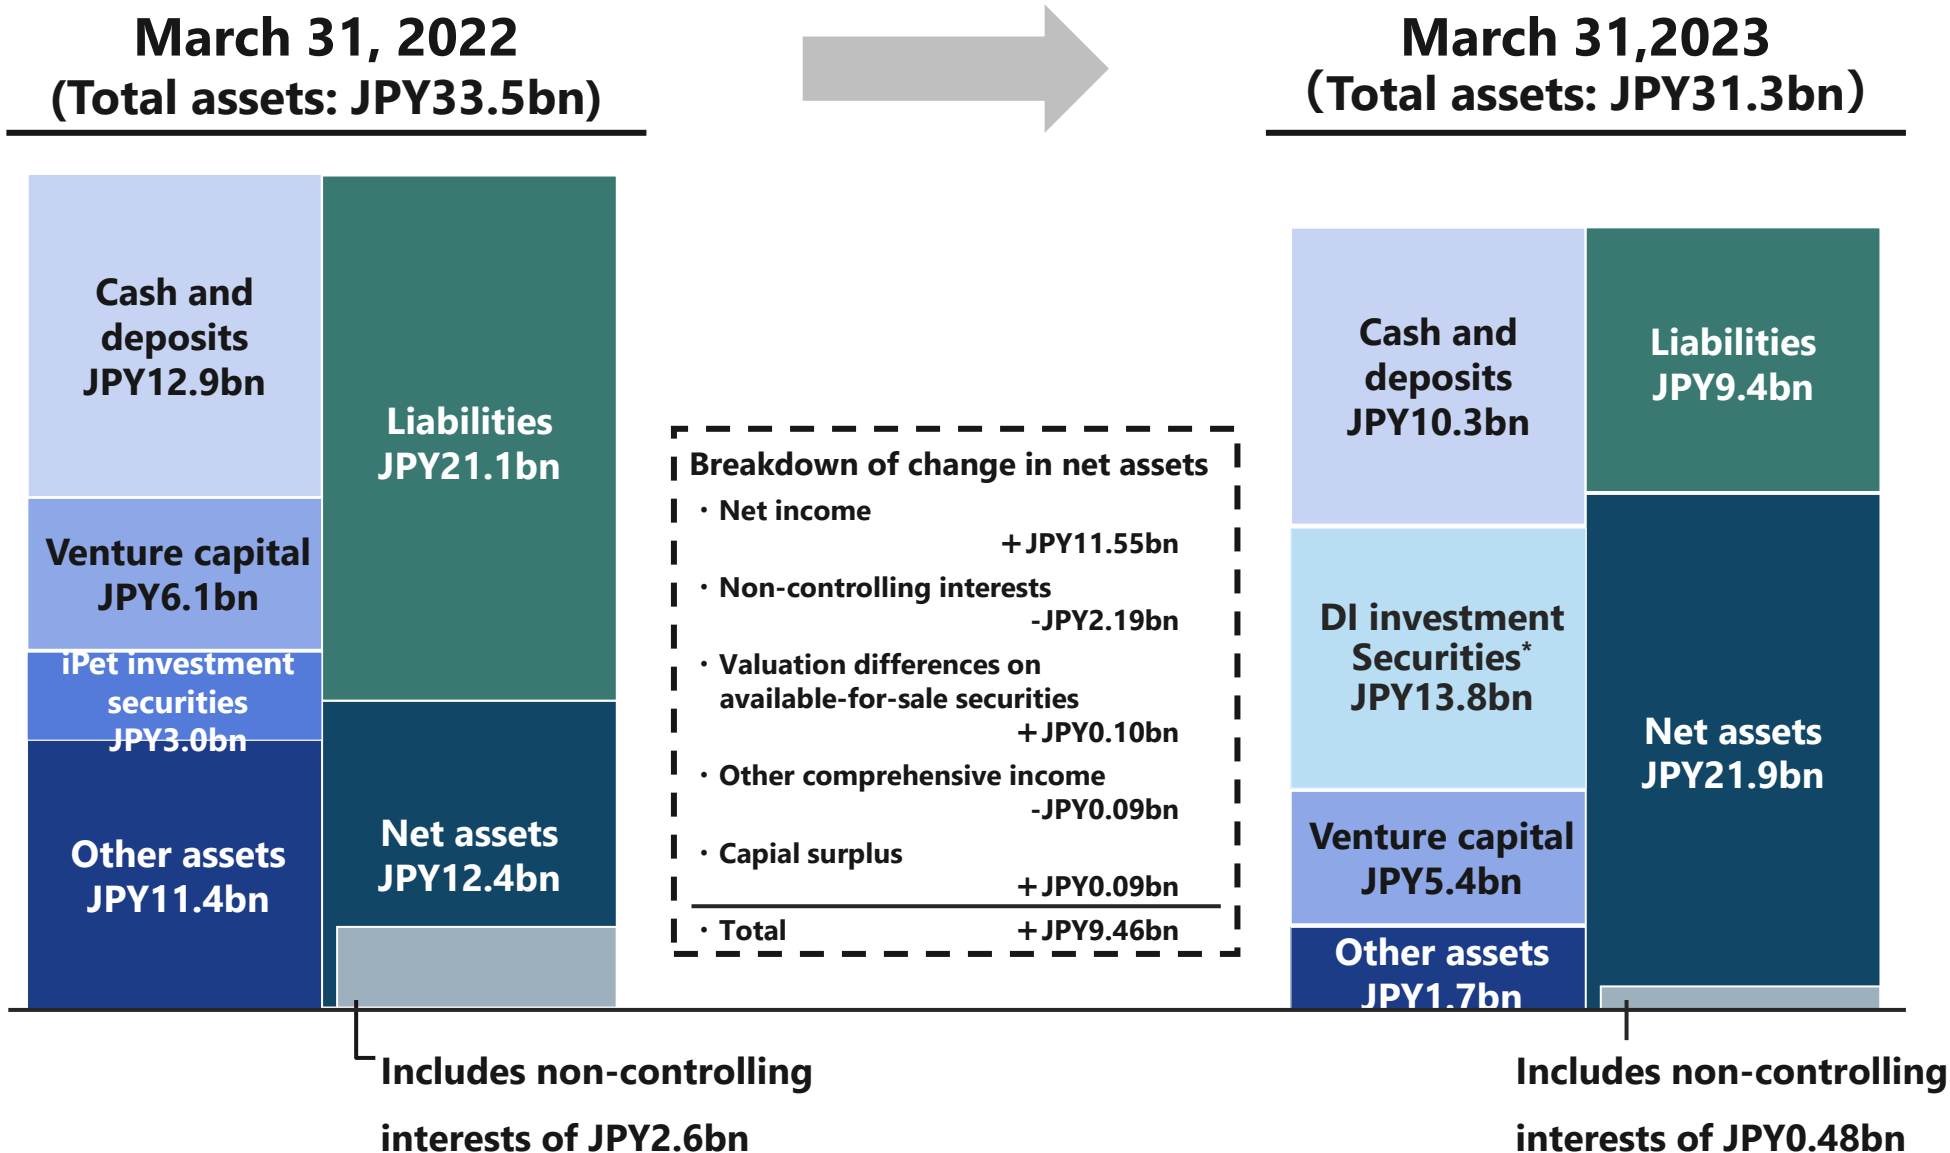 March 31, 2022
(Total assets: JPY33.5bn)
Cash and
deposits
JPY12.9bn
Venture capital
JPY6.1bn
iPet investment
securities
JPY3.0bn
Other assets
JPY11.4bn
Liabilities
JPY21.1bn
Net assets
JPY12.4bn
Includes non-controlling
interests of JPY2.6bn
Breakdown of change in net assets
・Net income
+JPY11.55bn
・Non-controlling interests
-JPY2.19bn
・Valuation differences on
available-for-sale securities
+JPY0.10bn
・Other comprehensive income
-JPY0.09bn
・Capial surplus
+JPY0.09bn
・Total +JPY9.46bn
March 31,2023
(Total assets: JPY31.3bn)
Cash and
deposits
JPY10.3bn
DI investment
Securities*
JPY13.8bn
Venture capital
JPY5.4bn
Other assets
JPY1.7bn
Liabilities
JPY9.4bn
Net assets
JPY21.9bn
Includes non-controlling
interests of JPY0.48bn